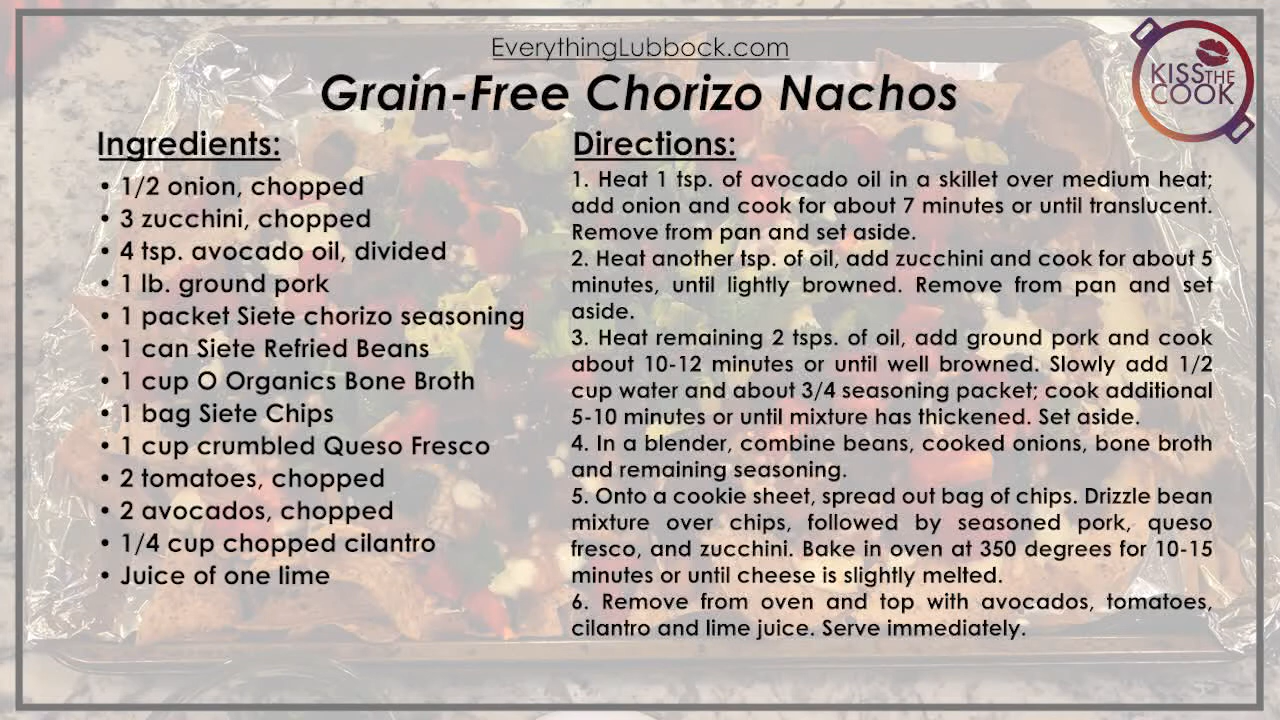 EverythingLubbock.com
Grain-Free Chorizo Nachos
KISS THE
COOK
Ingredients:
• 1/2 onion, chopped
• 3 zucchini, chopped
• 4 tsp. avocado oil, divided
• 1 lb. ground pork
• 1 packet Siete chorizo seasoning
• 1 can Siete Refried Beans
• 1 cup O Organics Bone Broth
• 1 bag Siete Chips
• 1 cup crumbled Queso Fresco
• 2 tomatoes, chopped
• 2 avocados, chopped
• 1/4 cup chopped cilantro
• Juice of one lime
Directions:
1. Heat 1 tsp. of avocado oil in a skillet over medium heat;
add onion and cook for about 7 minutes or until translucent.
Remove from pan and set aside.
2. Heat another tsp. of oil, add zucchini and cook for about 5
minutes, until lightly browned. Remove from pan and set
aside.
3. Heat remaining 2 tsps. of oil, add ground pork and cook
about 10-12 minutes or until well browned. Slowly add 1/2
cup water and about 3/4 seasoning packet; cook additional
5-10 minutes or until mixture has thickened. Set aside.
4. In a blender, combine beans, cooked onions, bone broth
and remaining seasoning.
5. Onto a cookie sheet, spread out bag of chips. Drizzle bean
mixture over chips, followed by seasoned pork, queso
fresco, and zucchini. Bake in oven at 350 degrees for 10-15
minutes or until cheese is slightly melted.
6. Remove from oven and top with avocados, tomatoes,
cilantro and lime juice. Serve immediately.